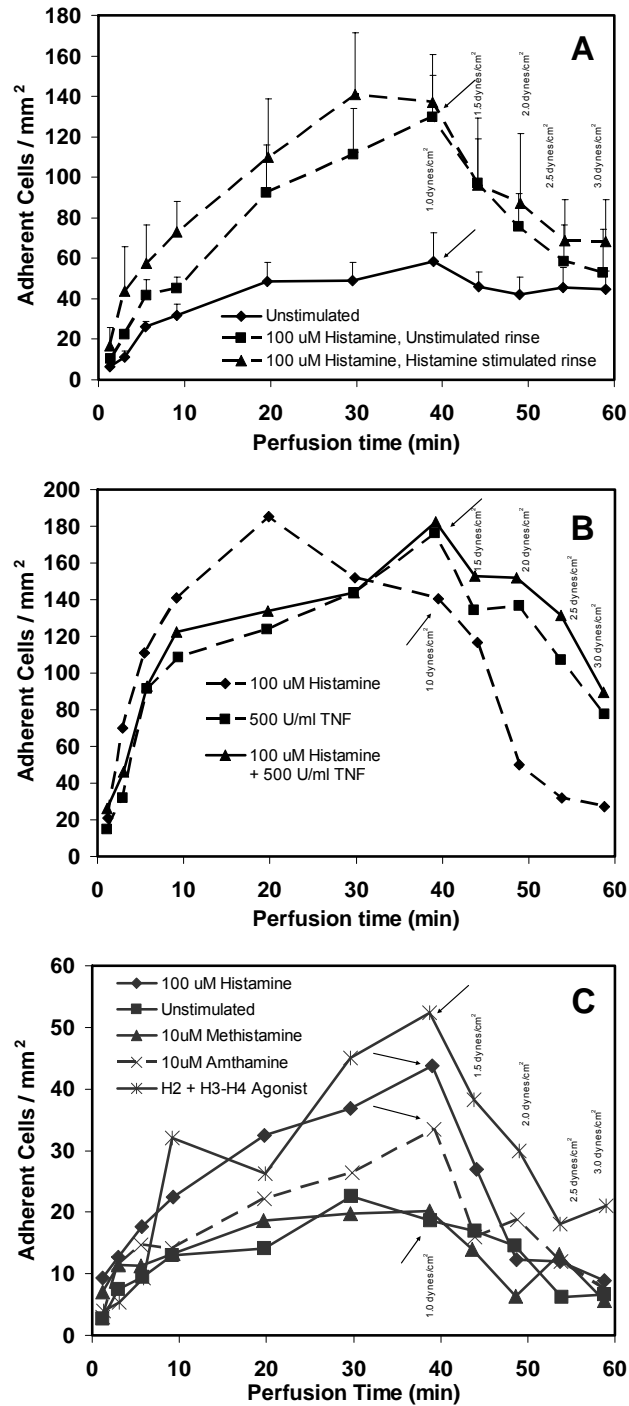 A
Adherent Cells / mm²
180
160
140
120
100
80
60
40
20
0
1.0 dynes/cm²
1.5 dynes/cm²
2.0 dynes/cm²
2.5 dynes/cm²
3.0 dynes/cm²
Unstimulated
100 uM Histamine, Unstimulated rinse
100 uM Histamine, Histamine stimulated rinse
0 10 20 30 40 50 60
Perfusion time (min)
B
Adherent Cells / mm²
200
180
160
140
120
100
80
60
40
20
0
1.0 dynes/cm²
1.5 dynes/cm²
2.0 dynes/cm²
2.5 dynes/cm²
3.0 dynes/cm²
100 uM Histamine
500 U/ml TNF
100 uM Histamine
+ 500 U/ml TNF
0 10 20 30 40 50 60
Perfusion time (min)
C
Adherent Cells / mm²
60
50
40
30
20
10
0
100 uM Histamine
Unstimulated
10uM Methistamine
10uM Amthamine
H2 + H3-H4 Agonist
1.0 dynes/cm²
1.5 dynes/cm²
2.0 dynes/cm²
2.5 dynes/cm²
3.0 dynes/cm²
0 10 20 30 40 50 60
Perfusion Time (min)